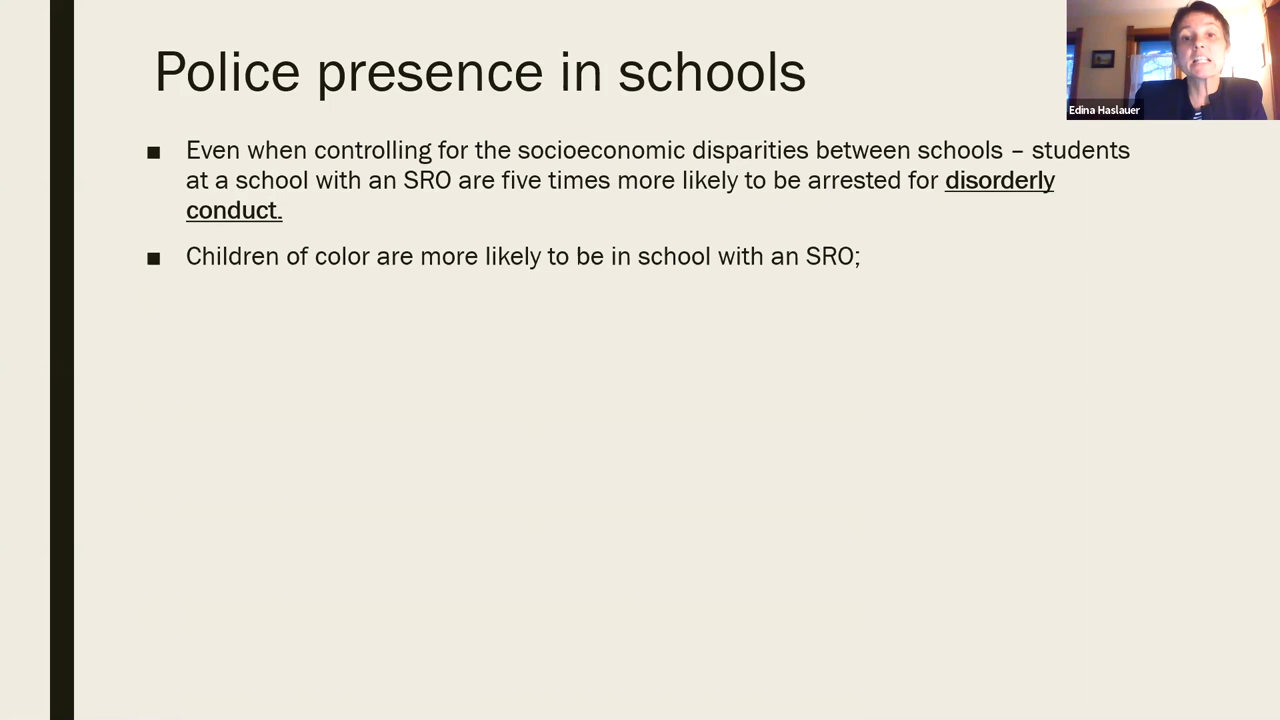 Police presence in schools
Edina Haslauer
■ Even when controlling for the socioeconomic disparities between schools – students
at a school with an SRO are five times more likely to be arrested for disorderly
conduct.
■ Children of color are more likely to be in school with an SRO;